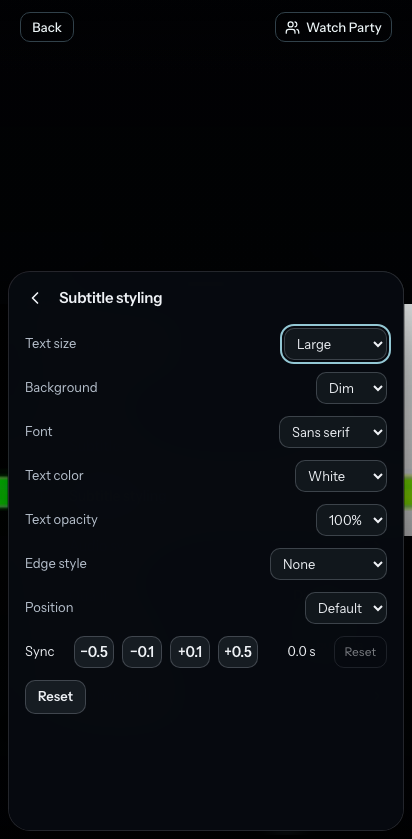 Back
Watch Party
Subtitle styling
Text size Large
Background Dim
Font Sans serif
Text color White
Text opacity 100%
Edge style None
Position Default
Sync −0.5 −0.1 +0.1 +0.5 0.0 s Reset
Reset